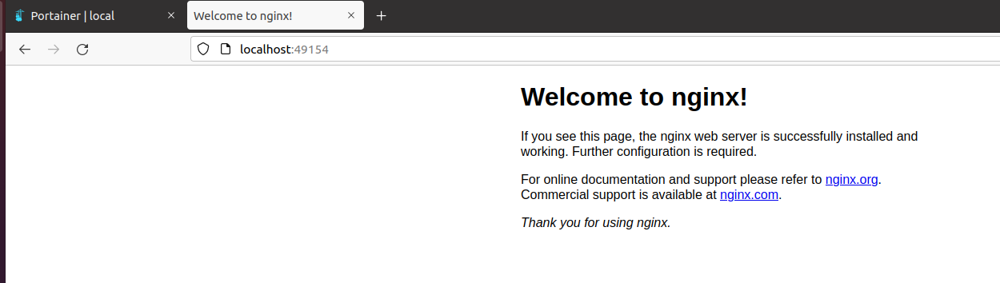 Portainer | local
Welcome to nginx!
localhost:49154
Welcome to nginx!
If you see this page, the nginx web server is successfully installed and
working. Further configuration is required.
For online documentation and support please refer to nginx.org.
Commercial support is available at nginx.com.
Thank you for using nginx.